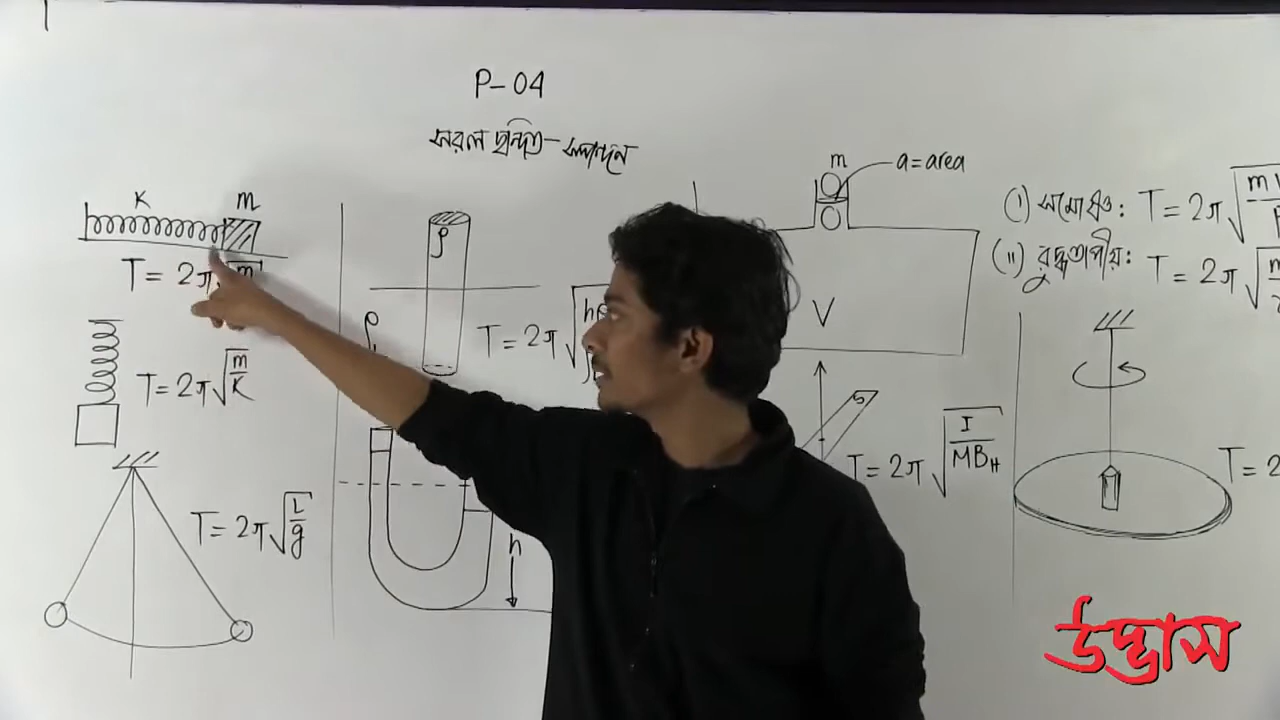 P-04
সরল ছন্দিত-স্পন্দন
K
m
T = 2π√m
T = 2π√m/K
T = 2π√L/g
ρ
ρ
T = 2π√hρ
h
m
a = area
V
(i) সমোষ্ণ: T = 2π√m
(ii) রুদ্ধতাপীয়: T = 2π√m
T = 2π√I/MB_H
T = 2
উদ্ভাস